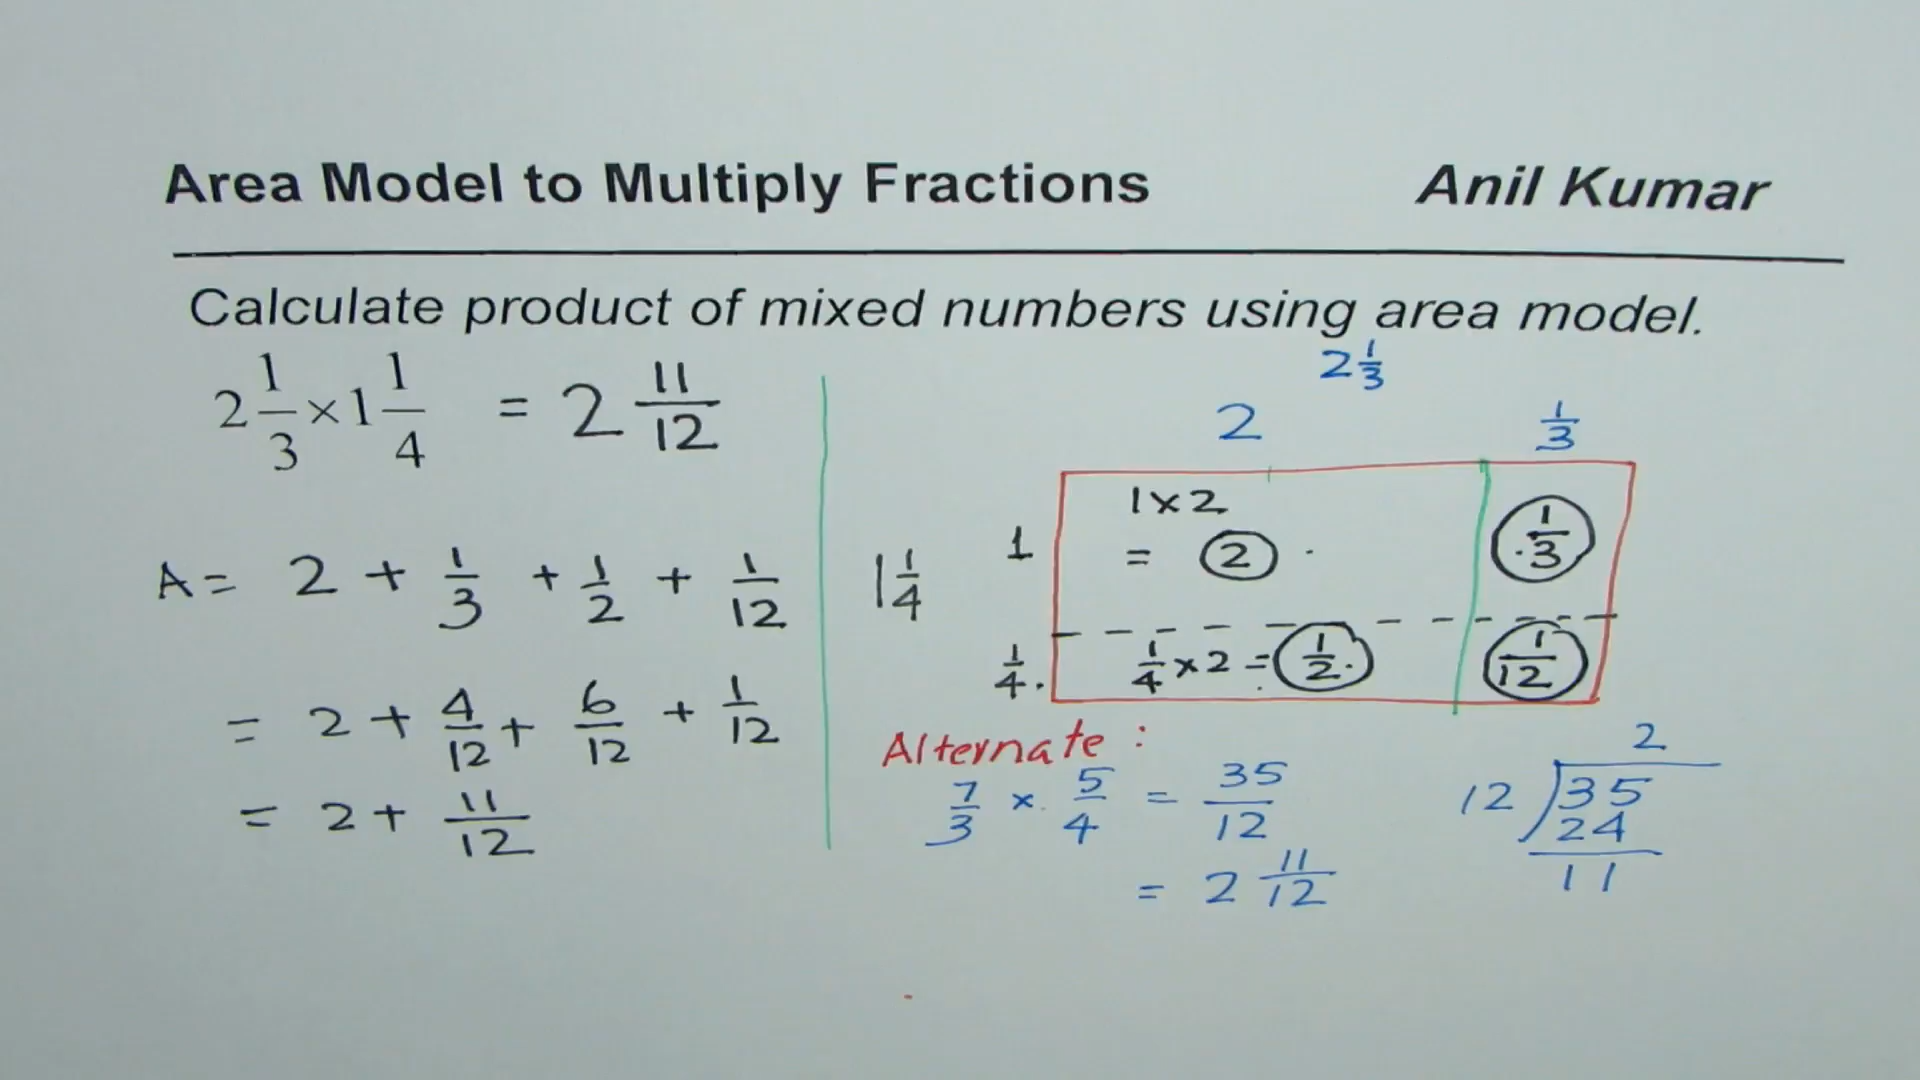 Area Model to Multiply Fractions Anil Kumar
Calculate product of mixed numbers using area model.
2 1/3 × 1 1/4 = 2 11/12
A = 2 + 1/3 + 1/2 + 1/12
= 2 + 4/12 + 6/12 + 1/12
= 2 + 11/12
2 1/3
2 1/3
1 1/4
1
1 × 2
= 2
1/3
1/4
1/4 × 2 = 1/2
1/12
Alternate :
7/3 × 5/4 = 35/12
= 2 11/12
2
12 35
24
11